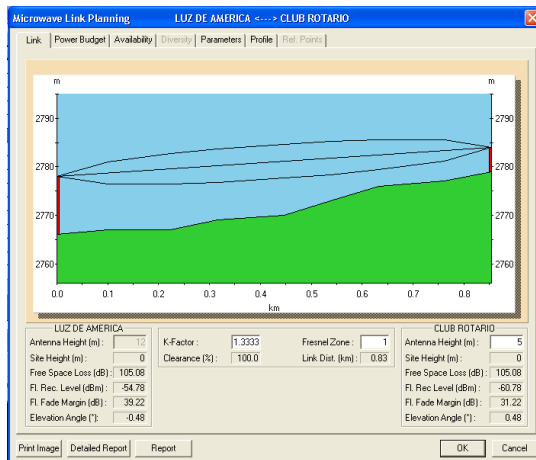 Microwave Link Planning LUZ DE AMERICA <---> CLUB ROTARIO
Link Power Budget Availability Diversity Parameters Profile Ref. Points
m m
2790 2790
2780 2780
2770 2770
2760 2760
0.0 0.1 0.2 0.3 0.4 0.5 0.6 0.7 0.8
km
LUZ DE AMERICA
Antenna Height (m) : 12
Site Height (m) : 0
Free Space Loss (dB) : 105.08
Fl. Rec. Level (dBm) : -54.78
Fl. Fade Margin (dB) : 39.22
Elevation Angle (°): -0.48
K-Factor : 1.3333 Fresnel Zone : 1
Clearance (%) : 100.0 Link Dist. (km) : 0.83
CLUB ROTARIO
Antenna Height (m) : 5
Site Height (m) : 0
Free Space Loss (dB) : 105.08
Fl. Rec. Level (dBm) : -60.78
Fl. Fade Margin (dB) : 31.22
Elevation Angle (°) : 0.48
Print Image Detailed Report Report OK Cancel